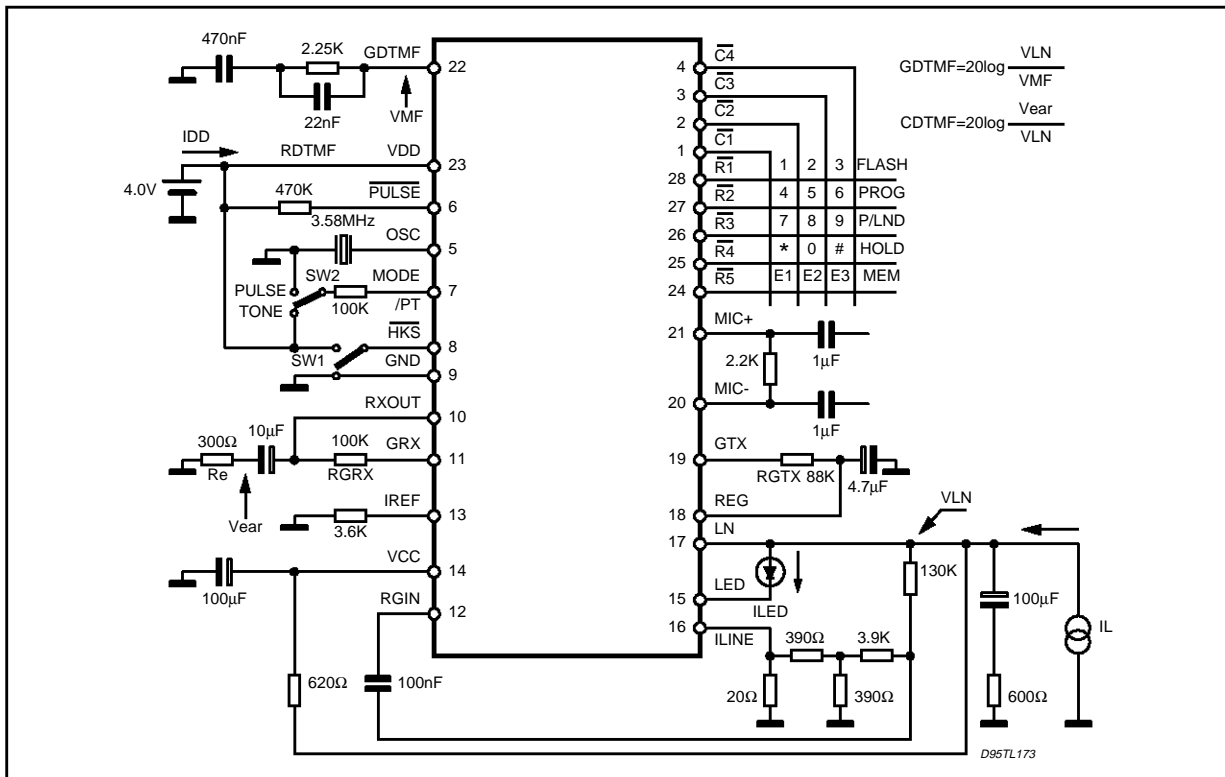 470nF
2.25K
GDTMF
22
22nF
VMF
IDD
RDTMF
VDD
23
4.0V
470K
PULSE
6
3.58MHz
OSC
5
SW2
MODE
7
PULSE
TONE
100K
/PT
HKS
8
SW1
GND
9
RXOUT
10
10µF
300Ω
100K
GRX
11
Re
RGRX
Vear
IREF
13
3.6K
VCC
14
100µF
RGIN
12
620Ω
100nF
4
C4
3
C3
2
C2
1
C1
28
R1
1 2 3 FLASH
27
R2
4 5 6 PROG
26
R3
7 8 9 P/LND
25
R4
* 0 # HOLD
24
R5
E1 E2 E3 MEM
GDTMF=20log VLN
VMF
CDTMF=20log Vear
VLN
21
MIC+
1µF
2.2K
20
MIC-
1µF
19
GTX
RGTX 88K
4.7µF
18
REG
17
LN
VLN
130K
LED
15
ILED
100µF
IL
16
ILINE
390Ω
3.9K
20Ω
390Ω
600Ω
D95TL173